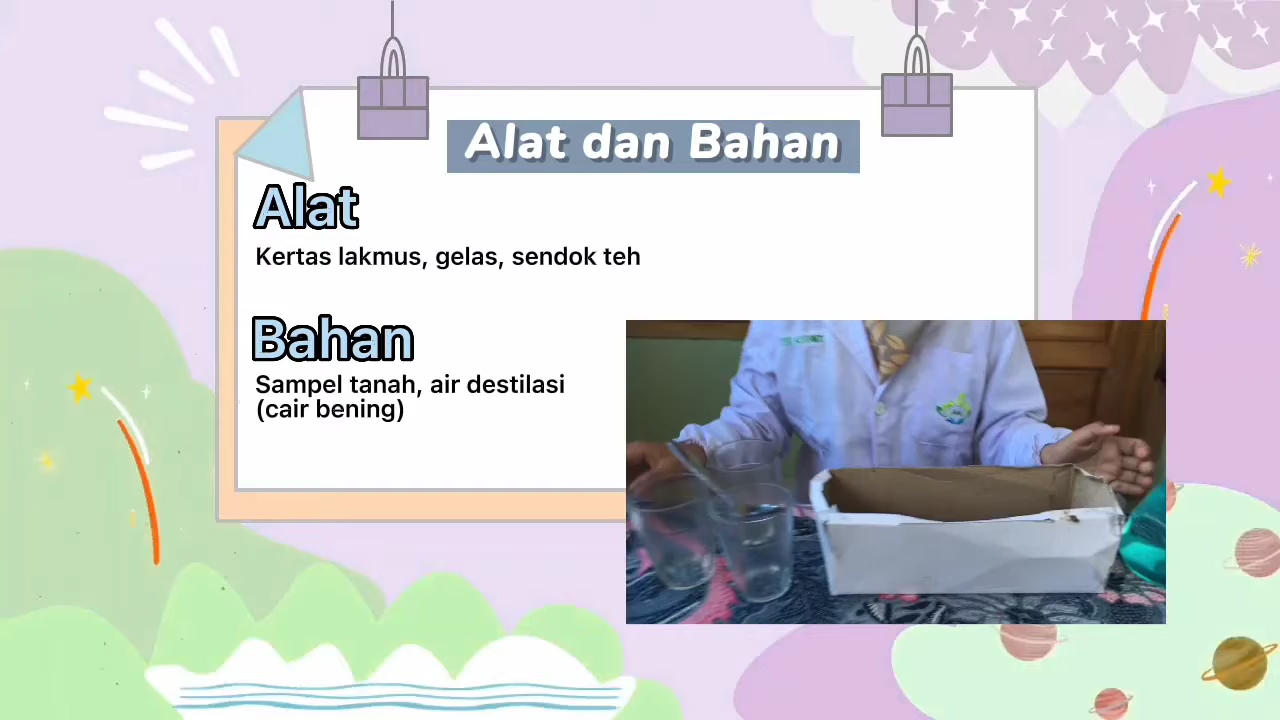 Alat dan Bahan
Alat
Kertas lakmus, gelas, sendok teh
Bahan
Sampel tanah, air destilasi
(cair bening)